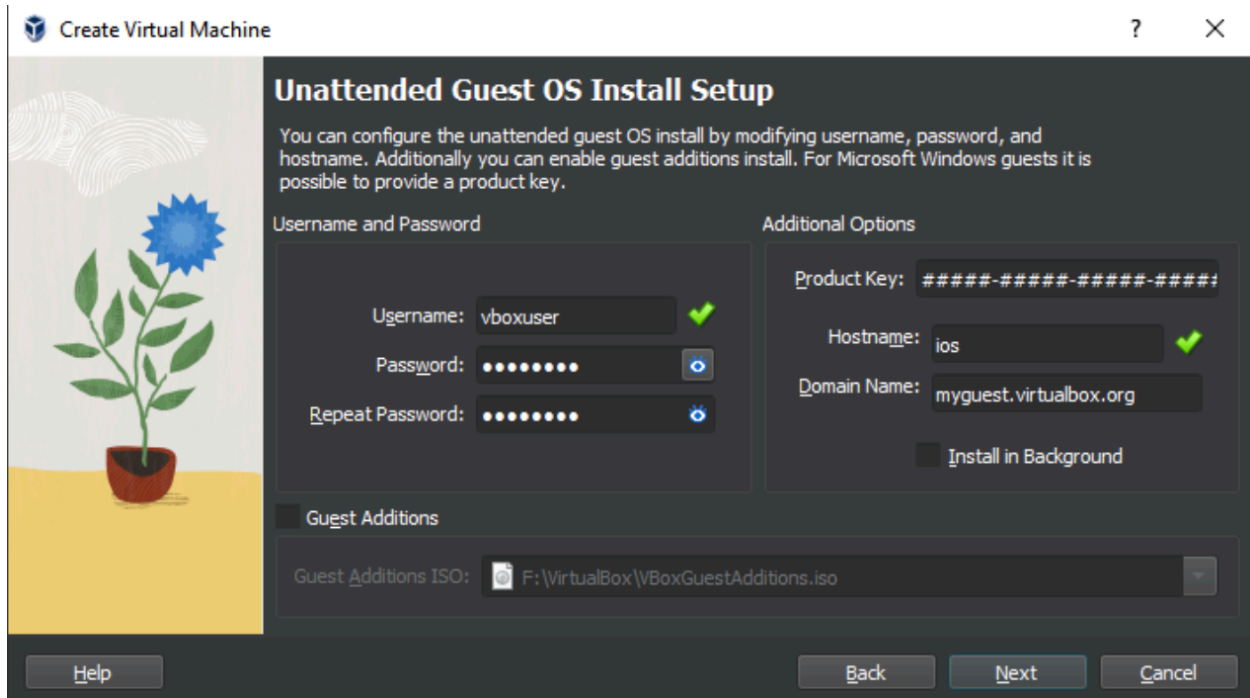 Create Virtual Machine
?
Unattended Guest OS Install Setup
You can configure the unattended guest OS install by modifying username, password, and
hostname. Additionally you can enable guest additions install. For Microsoft Windows guests it is
possible to provide a product key.
Username and Password
Username: vboxuser
Password: ●●●●●●●●
Repeat Password: ●●●●●●●●
Additional Options
Product Key: #####-#####-#####-####
Hostname: ios
Domain Name: myguest.virtualbox.org
Install in Background
Guest Additions
Guest Additions ISO: F:\VirtualBox\VBoxGuestAdditions.iso
Help
Back
Next
Cancel